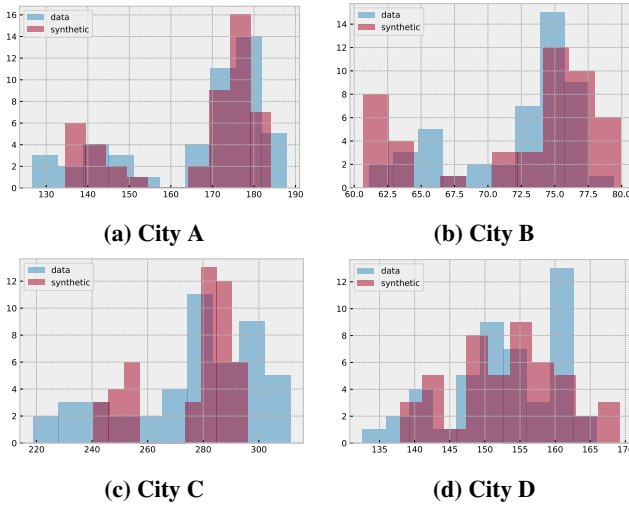 16
14
12
10
8
6
4
2
0
data
synthetic
130 140 150 160 170 180 190
(a) City A
14
12
10
8
6
4
2
0
data
synthetic
60.0 62.5 65.0 67.5 70.0 72.5 75.0 77.5 80.0
(b) City B
12
10
8
6
4
2
0
data
synthetic
220 240 260 280 300
(c) City C
12
10
8
6
4
2
0
data
synthetic
135 140 145 150 155 160 165 170
(d) City D